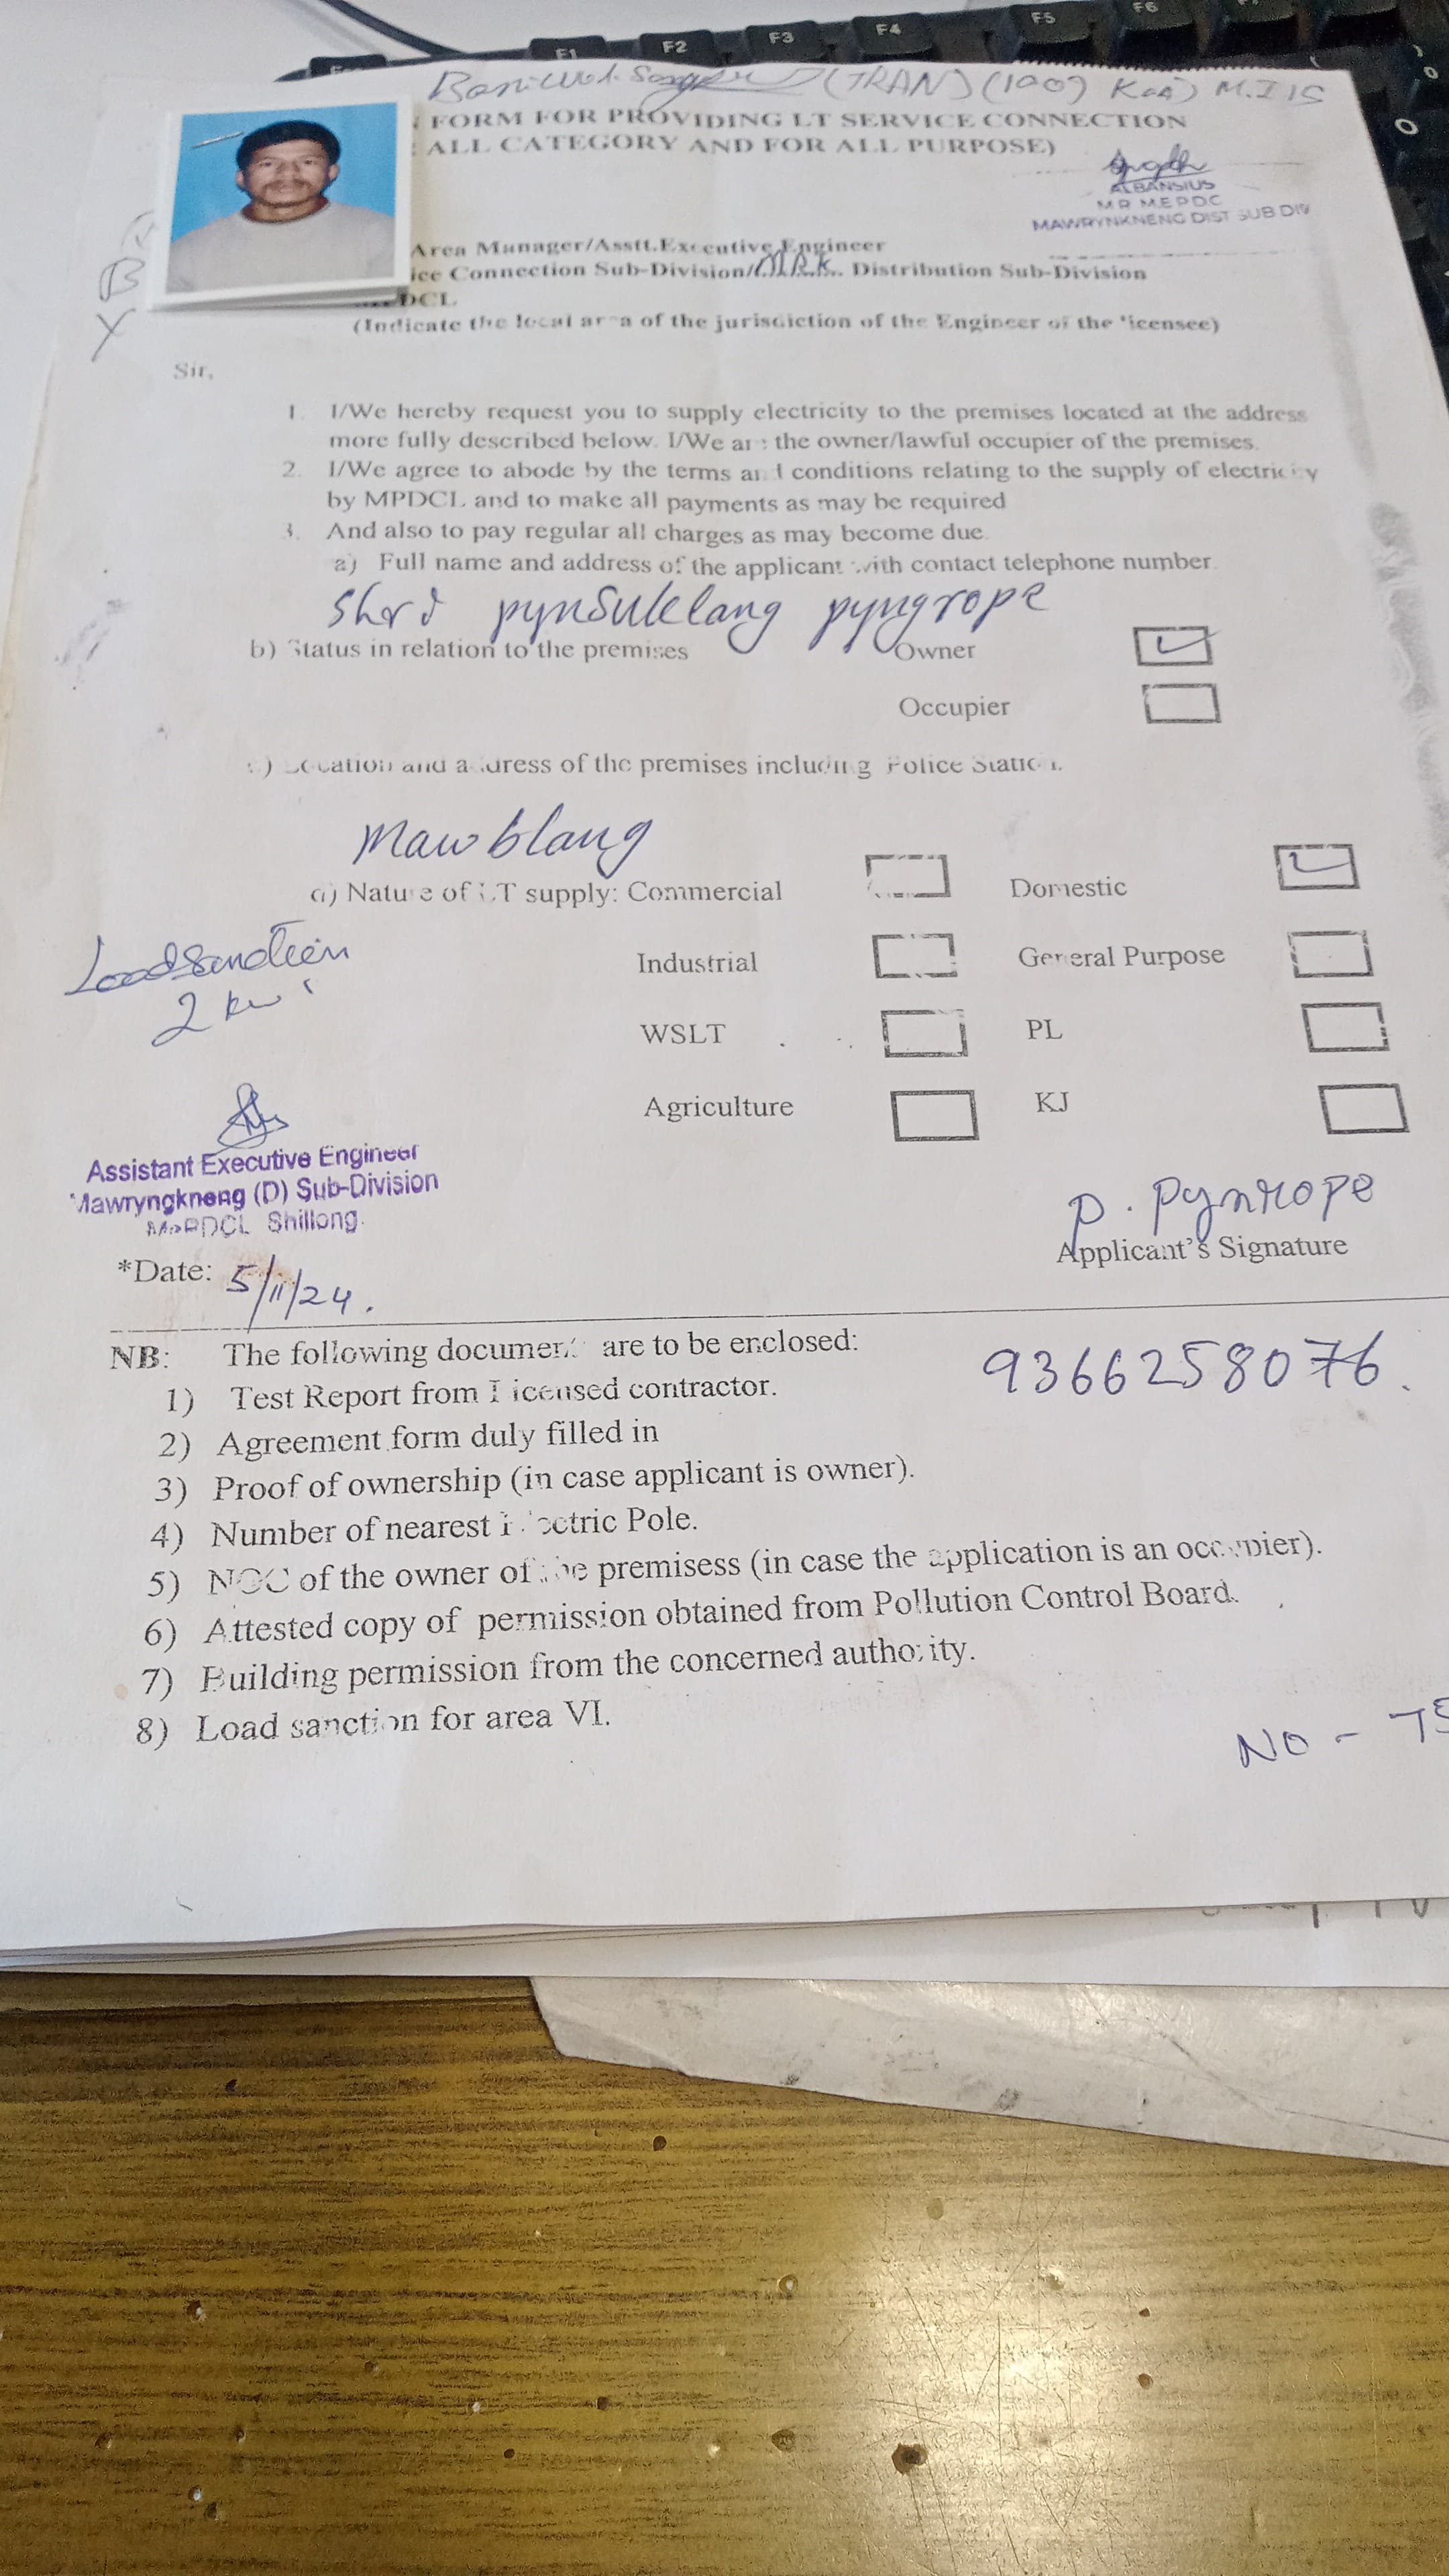 F1 F2 F3 F4 F5 F6
(TRAN) (100) M.I 15
FORM FOR PROVIDING LT SERVICE CONNECTION
ALL CATEGORY AND FOR ALL PURPOSE)
ALBANSIUS
M R M.E P D C
MAWRYNKNENG DIST SUB DIV
Area Manager/Asstt.Executive Engineer
ice Connection Sub-Division/M.R.K.. Distribution Sub-Division
DCL
(Indicate the local area of the jurisdiction of the Engineer of the licensee)
B
Y
Sir,
1. I/We hereby request you to supply electricity to the premises located at the address
more fully described below. I/We are the owner/lawful occupier of the premises.
2. I/We agree to abode by the terms and conditions relating to the supply of electricity
by MPDCL and to make all payments as may be required
3. And also to pay regular all charges as may become due.
a) Full name and address of the applicant with contact telephone number.
Shri pynsuklang pyngrope
b) Status in relation to the premises Owner
Occupier
c) Location and address of the premises including Police Station.
Mawblang
d) Nature of LT supply: Commercial Domestic
Load sanction
Industrial General Purpose
2 kw
WSLT PL
Agriculture KJ
Assistant Executive Engineer
Mawryngkneng (D) Sub-Division
MePDCL Shillong.
P. Pyngrope
Applicant's Signature
*Date: 5/11/24.
NB: The following document are to be enclosed:
9366258076.
1) Test Report from Licensed contractor.
2) Agreement form duly filled in
3) Proof of ownership (in case applicant is owner).
4) Number of nearest Electric Pole.
5) NOC of the owner of the premisess (in case the application is an occupier).
6) Attested copy of permission obtained from Pollution Control Board.
7) Building permission from the concerned authority.
8) Load sanction for area VI.
NO - 75